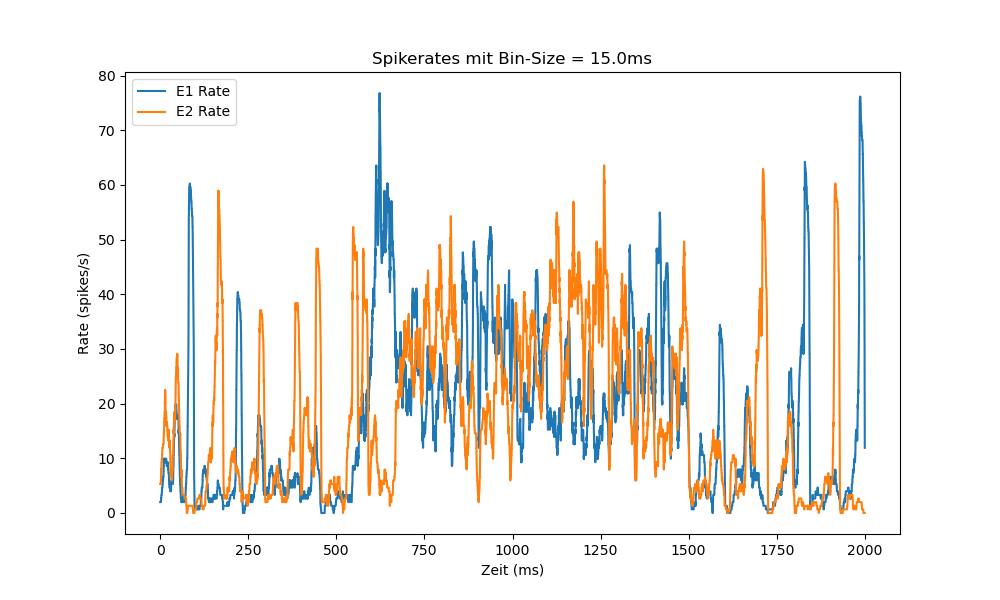 Spikerates mit Bin-Size = 15.0ms
E1 Rate
E2 Rate
80
70
60
50
40
30
20
10
0
Rate (spikes/s)
0 250 500 750 1000 1250 1500 1750 2000
Zeit (ms)